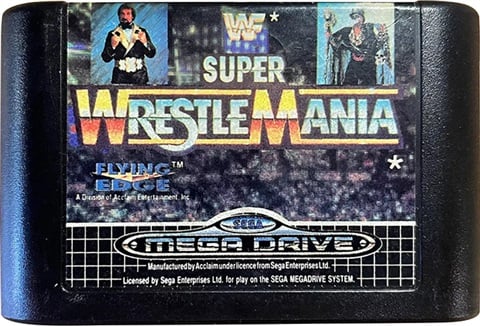 WF *
SUPER
WRESTLEMANIA
*
FLYING EDGE™
A Division of Acclaim Entertainment, Inc
SEGA
MEGA DRIVE
Manufactured by Acclaim under licence from Sega Enterprises Ltd.
Licensed by Sega Enterprises Ltd. for play on the SEGA MEGADRIVE SYSTEM.